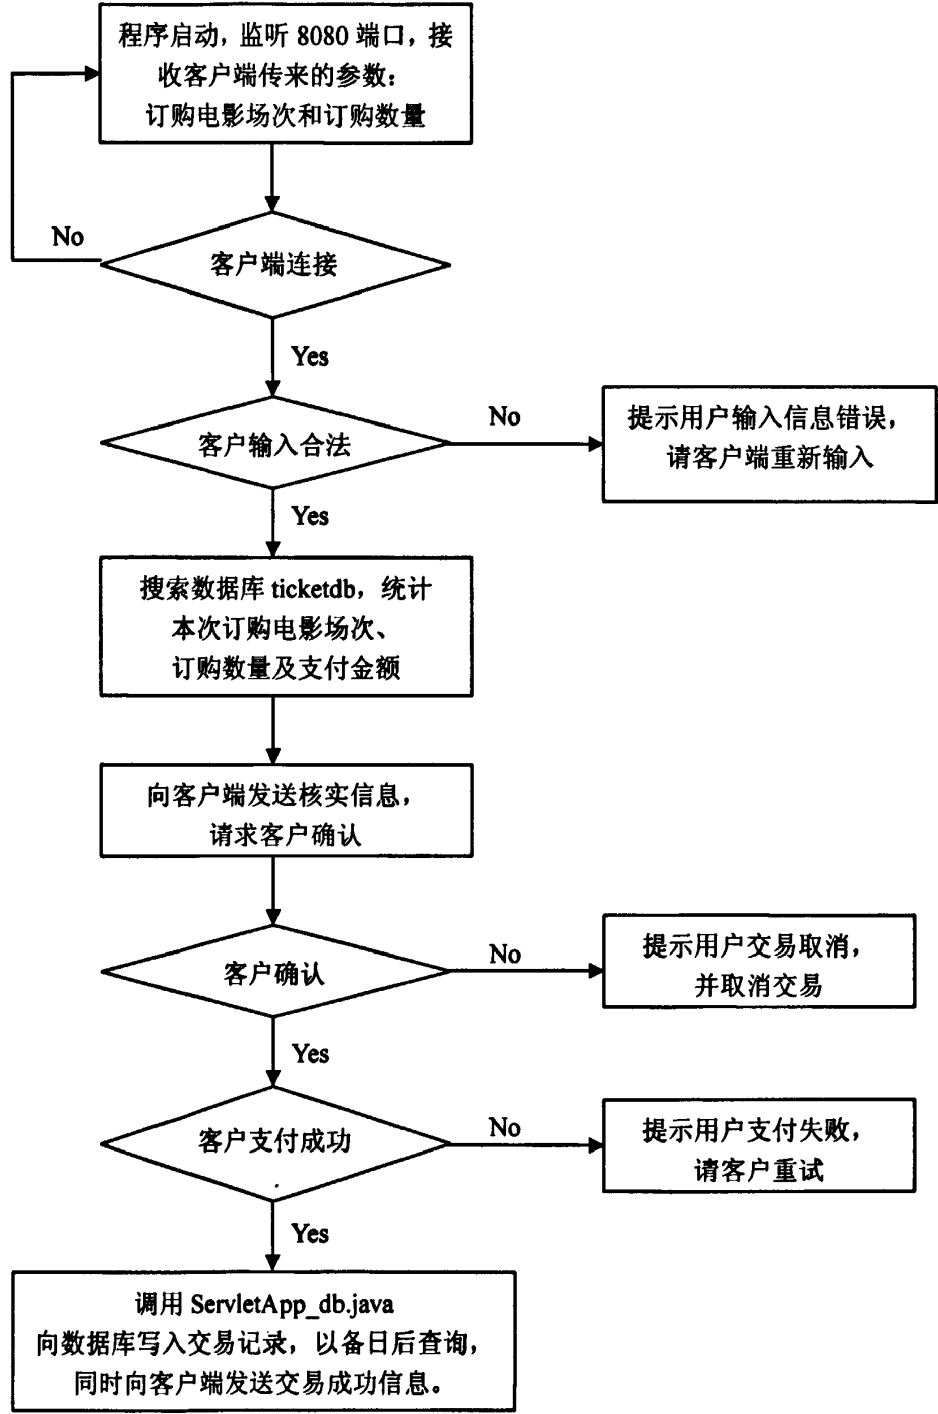 程序启动，监听 8080 端口，接
收客户端传来的参数：
订购电影场次和订购数量
No
客户端连接
Yes
客户输入合法
No
提示用户输入信息错误，
请客户端重新输入
Yes
搜索数据库 ticketdb，统计
本次订购电影场次、
订购数量及支付金额
向客户端发送核实信息，
请求客户确认
客户确认
No
提示用户交易取消，
并取消交易
Yes
客户支付成功
No
提示用户支付失败，
请客户重试
Yes
调用 ServletApp_db.java
向数据库写入交易记录，以备日后查询，
同时向客户端发送交易成功信息。